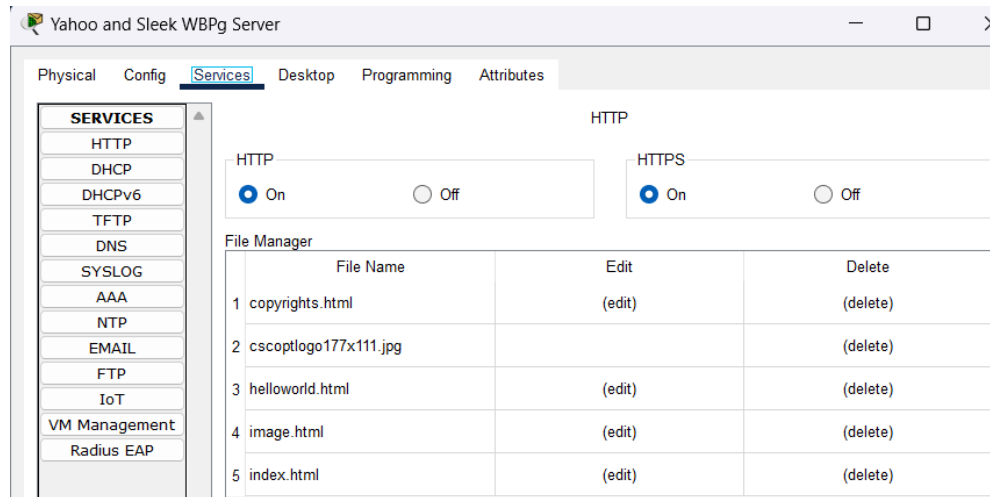 Yahoo and Sleek WBPg Server
Physical Config Services Desktop Programming Attributes
SERVICES
HTTP
DHCP
DHCPv6
TFTP
DNS
SYSLOG
AAA
NTP
EMAIL
FTP
IoT
VM Management
Radius EAP
HTTP
HTTP
On Off
HTTPS
On Off
File Manager
File Name Edit Delete
1 copyrights.html (edit) (delete)
2 cscoptlogo177x111.jpg (delete)
3 helloworld.html (edit) (delete)
4 image.html (edit) (delete)
5 index.html (edit) (delete)